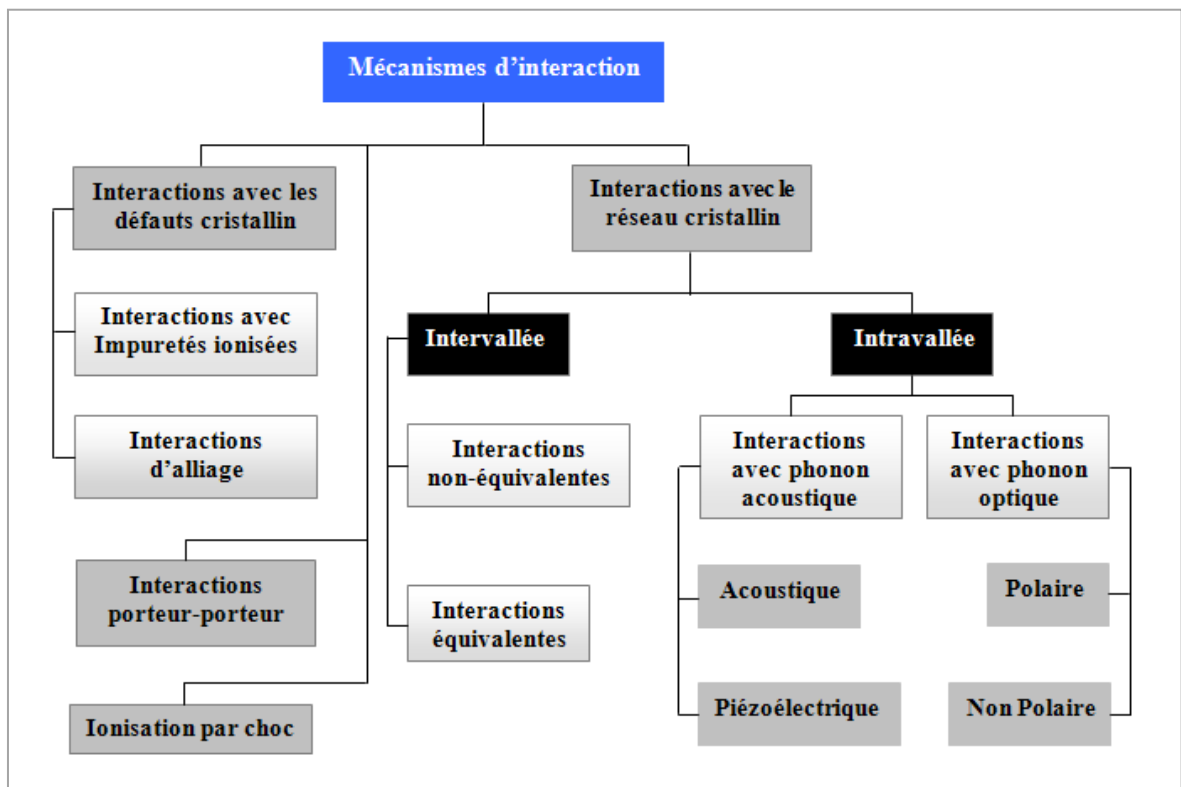 Mécanismes d’interaction
Interactions avec les
défauts cristallin
Interactions avec le
réseau cristallin
Interactions avec
Impuretés ionisées
Intervallée
Intravallée
Interactions
d’alliage
Interactions
non-équivalentes
Interactions
avec phonon
acoustique
Interactions
avec phonon
optique
Interactions
porteur-porteur
Interactions
équivalentes
Acoustique
Polaire
Ionisation par choc
Piézoélectrique
Non Polaire